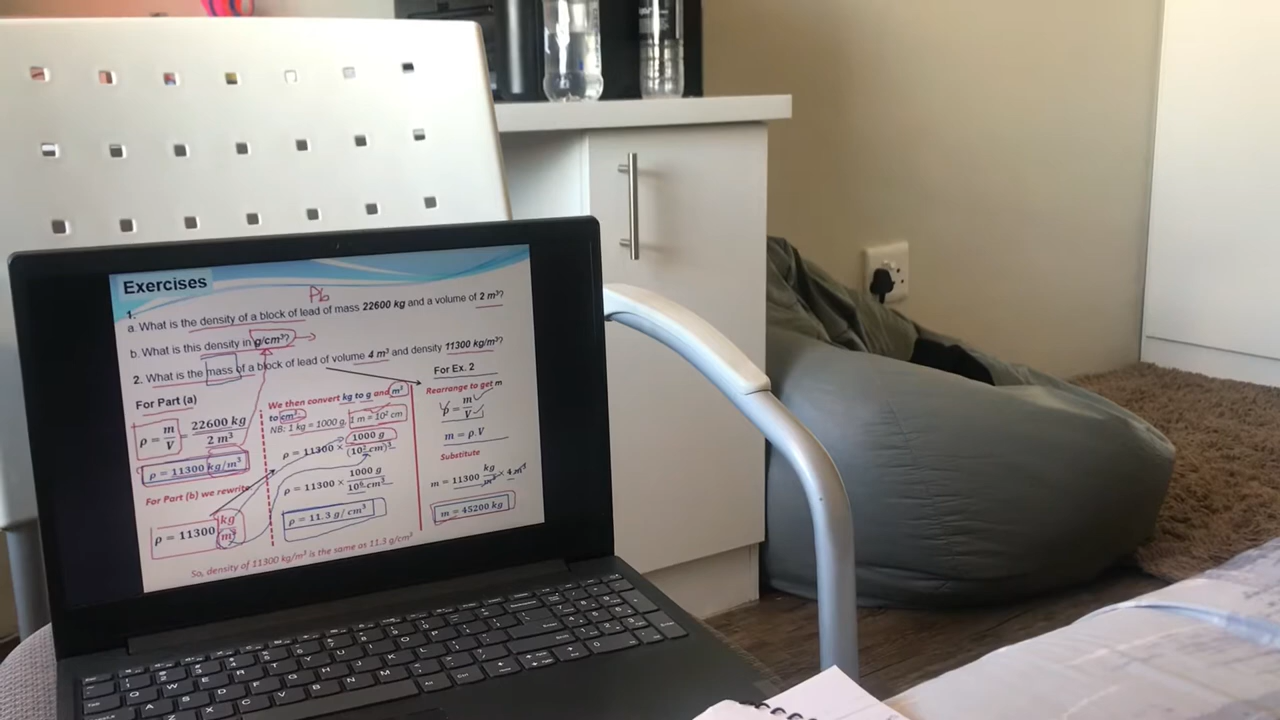 Exercises
Pb
1.
a. What is the density of a block of lead of mass 22600 kg and a volume of 2 m³?
b. What is this density in g/cm³?
2. What is the mass of a block of lead of volume 4 m³ and density 11300 kg/m³?
For Part (a)
ρ = m/V = 22600 kg / 2 m³
ρ = 11300 kg/m³
For Part (b) we rewrite
ρ = 11300 kg/m³
We then convert kg to g and m³
to cm³.
NB: 1 kg = 1000 g, 1 m = 10² cm
ρ = 11300 × 1000 g / (10² cm)³
ρ = 11300 × 1000 g / 10⁶ cm³
ρ = 11.3 g/cm³
For Ex. 2
Rearrange to get m
ρ = m/V
m = ρ.V
Substitute
m = 11300 kg/m³ × 4 m³
m = 45200 kg
So, density of 11300 kg/m³ is the same as 11.3 g/cm³